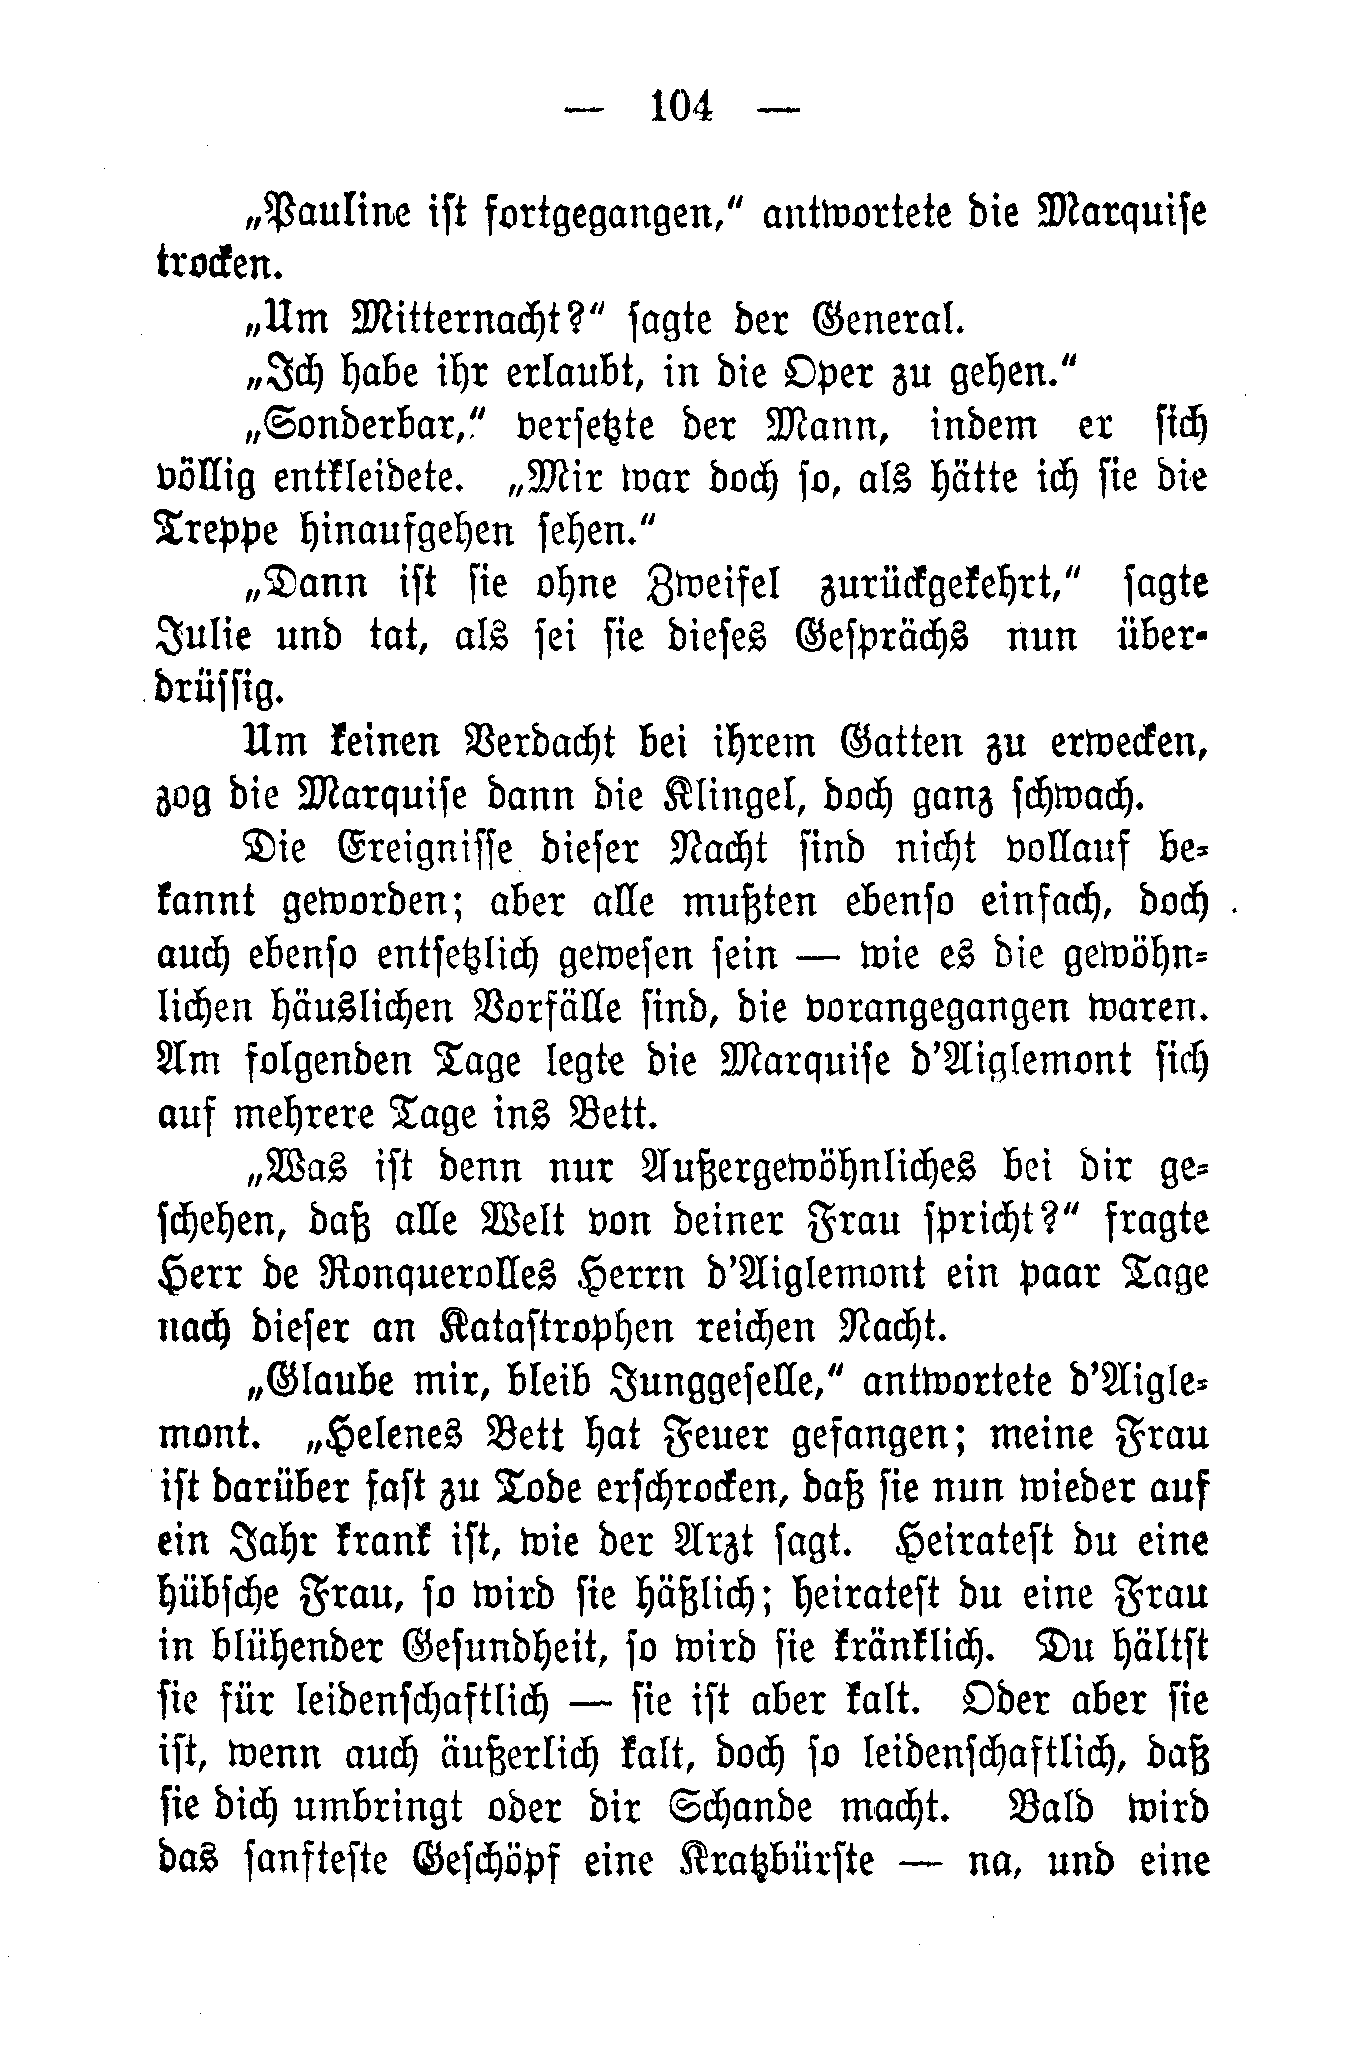 — 104 —
„Pauline ist fortgegangen,“ antwortete die Marquise
trocken.
„Um Mitternacht?“ sagte der General.
„Ich habe ihr erlaubt, in die Oper zu gehen.“
„Sonderbar,“ versetzte der Mann, indem er sich
völlig entkleidete. „Mir war doch so, als hätte ich sie die
Treppe hinaufgehen sehen.“
„Dann ist sie ohne Zweifel zurückgekehrt,“ sagte
Julie und tat, als sei sie dieses Gesprächs nun über-
drüssig.
Um keinen Verdacht bei ihrem Gatten zu erwecken,
zog die Marquise dann die Klingel, doch ganz schwach.
Die Ereignisse dieser Nacht sind nicht vollauf be-
kannt geworden; aber alle mußten ebenso einfach, doch
auch ebenso entsetzlich gewesen sein — wie es die gewöhn-
lichen häuslichen Vorfälle sind, die vorangegangen waren.
Am folgenden Tage legte die Marquise d'Aiglemont sich
auf mehrere Tage ins Bett.
„Was ist denn nur Außergewöhnliches bei dir ge-
schehen, daß alle Welt von deiner Frau spricht?“ fragte
Herr de Ronquerolles Herrn d'Aiglemont ein paar Tage
nach dieser an Katastrophen reichen Nacht.
„Glaube mir, bleib Junggeselle,“ antwortete d'Aigle-
mont. „Helenes Bett hat Feuer gefangen; meine Frau
ist darüber fast zu Tode erschrocken, daß sie nun wieder auf
ein Jahr krank ist, wie der Arzt sagt. Heiratest du eine
hübsche Frau, so wird sie häßlich; heiratest du eine Frau
in blühender Gesundheit, so wird sie kränklich. Du hältst
sie für leidenschaftlich — sie ist aber kalt. Oder aber sie
ist, wenn auch äußerlich kalt, doch so leidenschaftlich, daß
sie dich umbringt oder dir Schande macht. Bald wird
das sanfteste Geschöpf eine Kratzbürste — na, und eine